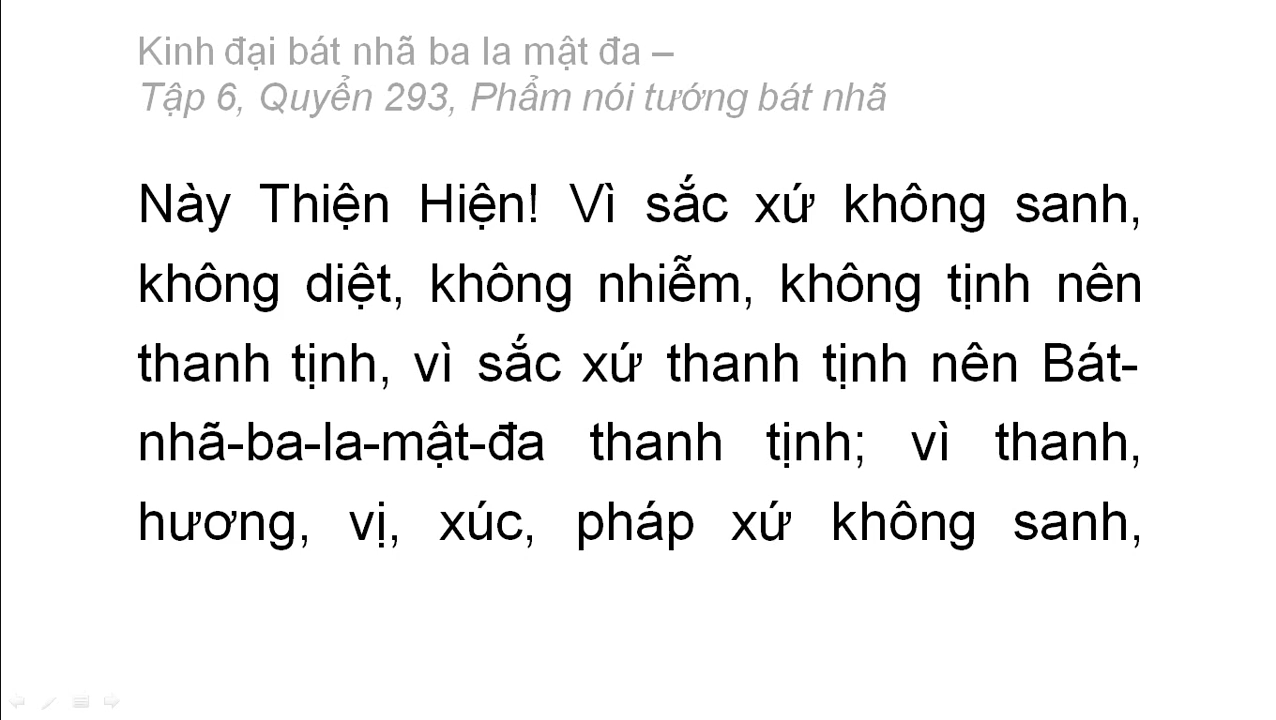 Kinh đại bát nhã ba la mật đa –
Tập 6, Quyển 293, Phẩm nói tướng bát nhã
Này Thiện Hiện! Vì sắc xứ không sanh,
không diệt, không nhiễm, không tịnh nên
thanh tịnh, vì sắc xứ thanh tịnh nên Bát-
nhã-ba-la-mật-đa thanh tịnh; vì thanh,
hương, vị, xúc, pháp xứ không sanh,